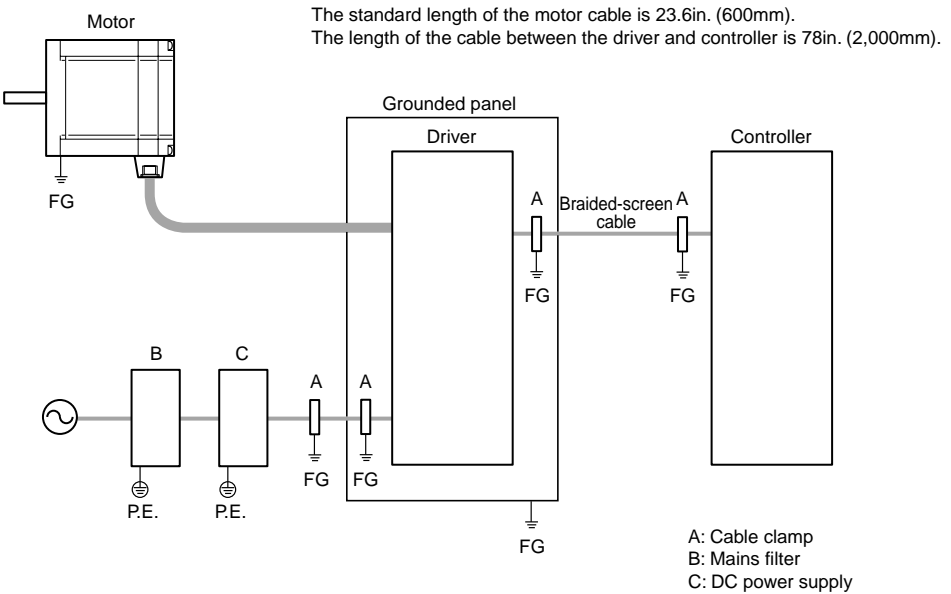 The standard length of the motor cable is 23.6in. (600mm).
The length of the cable between the driver and controller is 78in. (2,000mm).
Motor
FG
Grounded panel
Driver
Controller
A
Braided-screen
cable
A
FG
FG
B
C
A
A
FG
FG
P.E.
P.E.
FG
A: Cable clamp
B: Mains filter
C: DC power supply